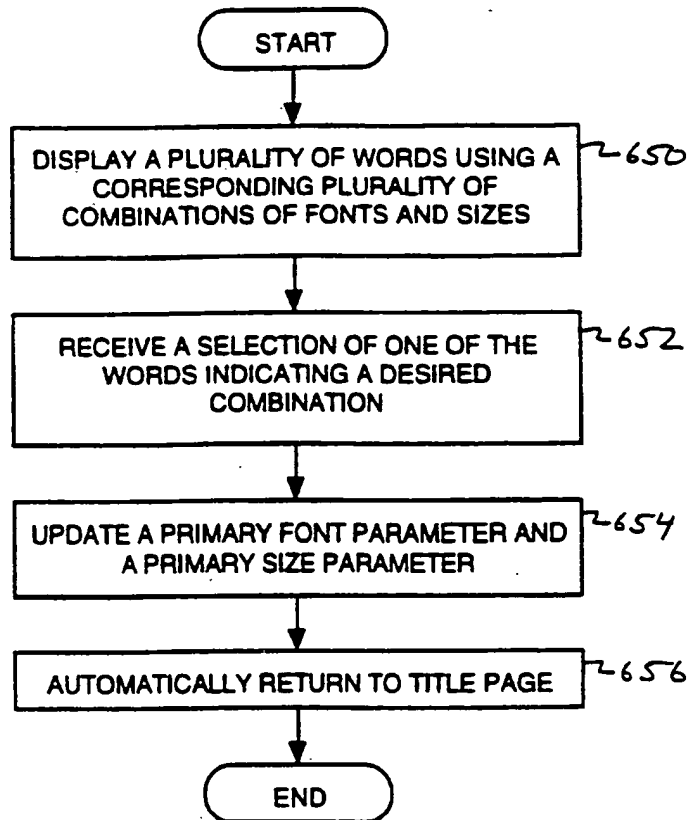 START
DISPLAY A PLURALITY OF WORDS USING A
650
CORRESPONDING PLURALITY OF
COMBINATIONS OF FONTS AND SIZES
RECEIVE A SELECTION OF ONE OF THE
652
WORDS INDICATING A DESIRED
COMBINATION
UPDATE A PRIMARY FONT PARAMETER AND
654
A PRIMARY SIZE PARAMETER
AUTOMATICALLY RETURN TO TITLE PAGE
656
END